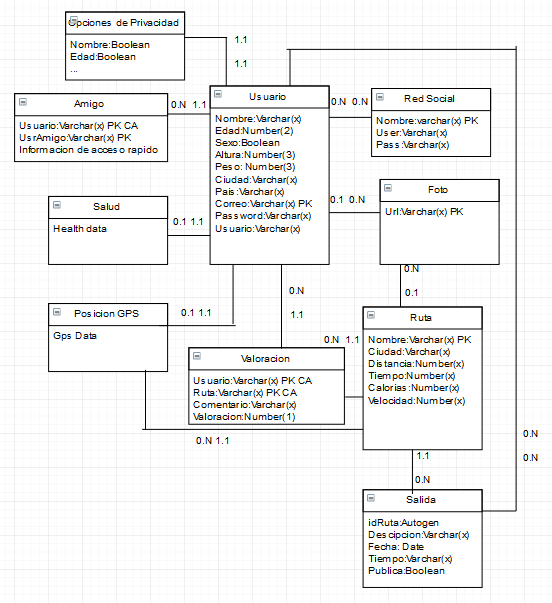 Opciones de Privacidad
Nombre:Boolean
Edad:Boolean
...
1.1
1.1
Amigo
Usuario:Varchar(x) PK CA
UsrAmigo:Varchar(x) PK
Informacion de acceso rapido
0.N 1.1
Usuario
Nombre:Varchar(x)
Edad:Number(2)
Sexo:Boolean
Altura:Number(3)
Peso: Number(3)
Ciudad:Varchar(x)
Pais:Varchar(x)
Correo:Varchar(x) PK
Password:Varchar(x)
Usuario:Varchar(x)
0.N 0.N
Red Social
Nombre:varchar(x) PK
User:Varchar(x)
Pass:Varchar(x)
Salud
Health data
0.1 1.1
0.1 0.N
Foto
Url:Varchar(x) PK
0.N
0.1
Posicion GPS
Gps Data
0.1 1.1
0.N
1.1
0.N 1.1
Ruta
Nombre:Varchar(x) PK
Ciudad:Varchar(x)
Distancia:Number(x)
Tiempo:Number(x)
Calorias :Number(x)
Velocidad:Number(x)
Valoracion
Usuario:Varchar(x) PK CA
Ruta:Varchar(x) PK CA
Comentario:Varchar(x)
Valoracion:Number(1)
0.N 1.1
0.N
0.N
1.1
0.N
Salida
idRuta:Autogen
Descipcion:Varchar(x)
Fecha: Date
Tiempo:Varchar(x)
Publica:Boolean